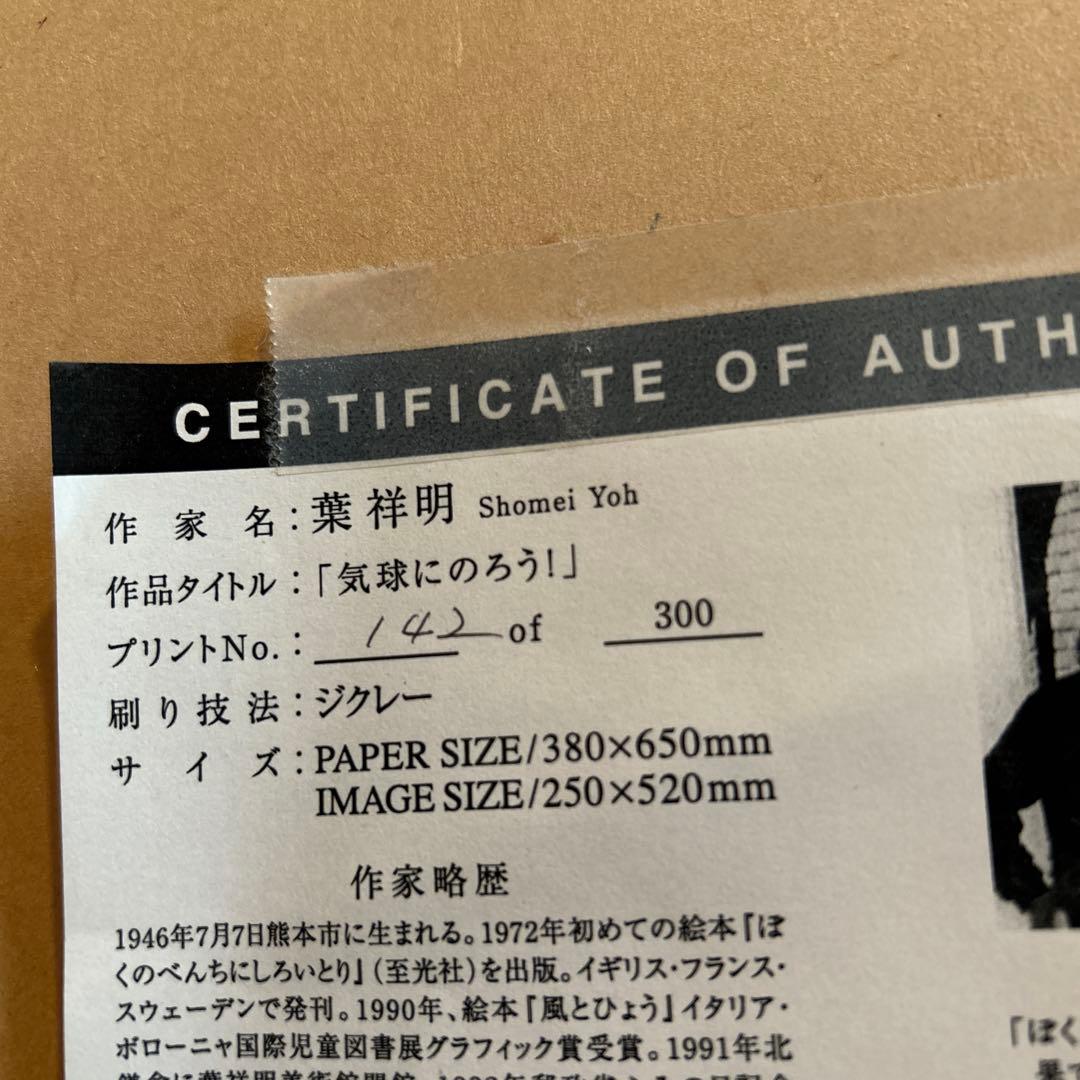 CERTIFICATE OF AUTH
作家名：葉 祥明 Shomei Yoh
作品タイトル：「気球にのろう！」
プリントNo.： 142 of 300
刷り技法：ジクレー
サイズ：PAPER SIZE/380×650mm
IMAGE SIZE/250×520mm
作家略歴
1946年7月7日熊本市に生まれる。1972年初めての絵本『ぼ
くのべんちにしろいとり』（至光社）を出版。イギリス・フランス・
スウェーデンで発刊。1990年、絵本『風とひょう』イタリア・
ボローニャ国際児童図書展グラフィック賞受賞。1991年北
「ぼく